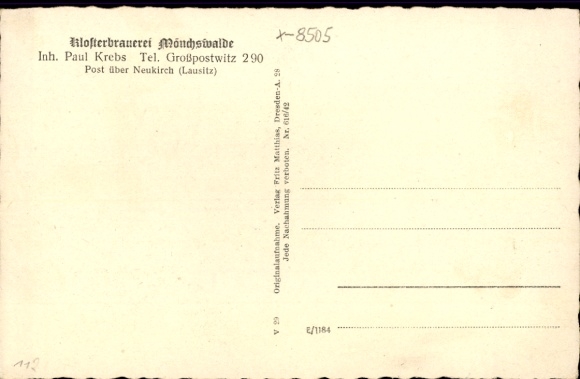 Klosterbrauerei Mönchswalde
Inh. Paul Krebs Tel. Großpostwitz 290
Post über Neukirch (Lausitz)
x-8505
V 29 Originalaufnahme. Verlag Fritz Matthias, Dresden-A. 28
Jede Nachahmung verboten. Nr. 616/42
E/1184
112